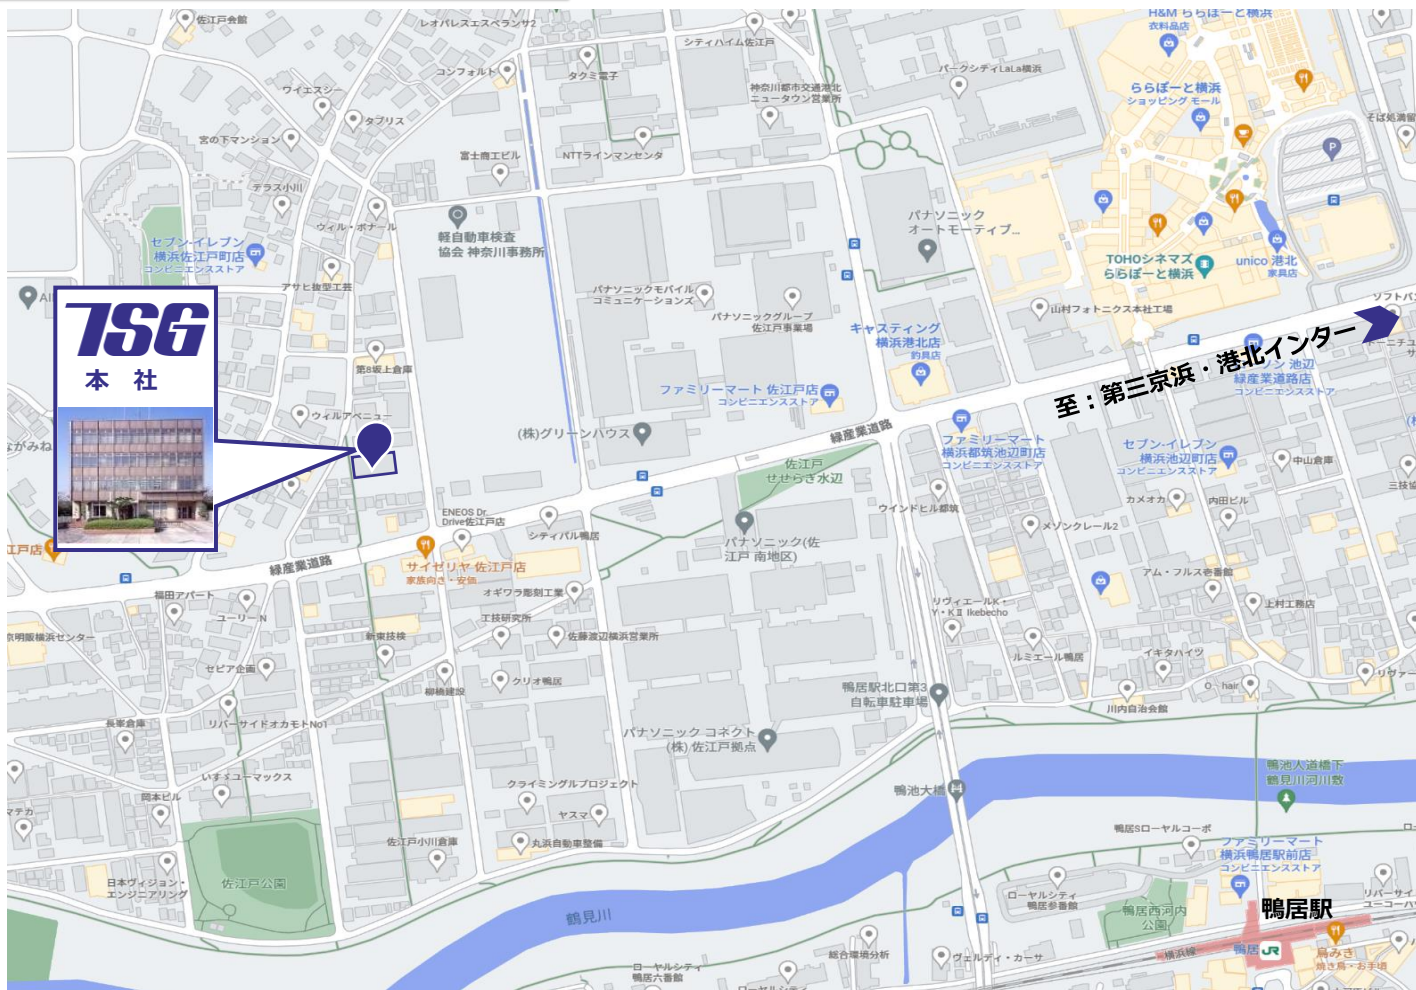 佐江戸会館
レオパレスエスペランサ2
シティハイム佐江戸
H&M ららぽーと横浜
衣料品店
コンフォルト
タクミ電子
パークシティLaLa横浜
ワイエスシー
神奈川都市交通港北
ニュータウン営業所
ららぽーと横浜
ショッピング モール
タブリス
宮の下マンション
富士商工ビル
NTTラインマンセンタ
P
テラス小川
ウィル・ボナール
軽自動車検査
協会 神奈川事務所
パナソニック
オートモーティブ...
セブン-イレブン
横浜佐江戸町店
コンビニエンスストア
TOHOシネマズ
ららぽーと横浜
unico 港北
家具店
アサヒ抜型工芸
パナソニックモバイル
コミュニケーションズ
パナソニックグループ
佐江戸事業場
山村フォトニクス本社工場
TSG
本 社
キャスティング
横浜港北店
釣具店
至：第三京浜・港北インター
第8坂上倉庫
緑産業道路店
コンビニエンスストア
ファミリーマート 佐江戸店
コンビニエンスストア
ウィルアベニュー
(株)グリーンハウス
緑産業道路
ファミリーマート
横浜都筑池辺町店
コンビニエンスストア
セブン-イレブン
横浜池辺町店
コンビニエンスストア
中山倉庫
佐江戸
せせらぎ水辺
カメオカ
内田ビル
ENEOS Dr.
Drive佐江戸店
シティパル鴨居
ウインドヒル都筑
メゾンクレール2
パナソニック(佐
江戸 南地区)
江戸店
緑産業道路
サイゼリヤ 佐江戸店
家族向き・安価
アム・フルス壱番館
福田アパート
ユーリー N
オギワラ彫刻工業
リヴィエールK・
Y・KⅡ Ikebecho
上村工務店
工技研究所
新東技検
佐藤渡辺横浜営業所
ルミエール鴨居
イキタハイツ
セピア企画
柳橋建設
クリオ鴨居
鴨居駅北口第3
自転車駐車場
O．hair
川内自治会館
長峯倉庫
リバーサイドオカモトNo1
パナソニック コネクト
(株) 佐江戸拠点
いすゞユーマックス
岡本ビル
クライミングルプロジェクト
鴨池大橋
鴨池人道橋下
鶴見川河川敷
ヤスマ
佐江戸小川倉庫
丸浜自動車整備
鴨居Sローヤルコーポ
ファミリーマート
横浜鴨居駅前店
コンビニエンスストア
日本ヴィジョン・
エンジニアリング
佐江戸公園
鶴見川
ローヤルシティ
鴨居参番館
鴨居西河内
公園
鴨居駅
鴨居
JR
横浜線
鳥みき
焼き鳥・お手頃
総合環境分析
ヴェルディ・カーサ
ローヤルシティ
鴨居六番館